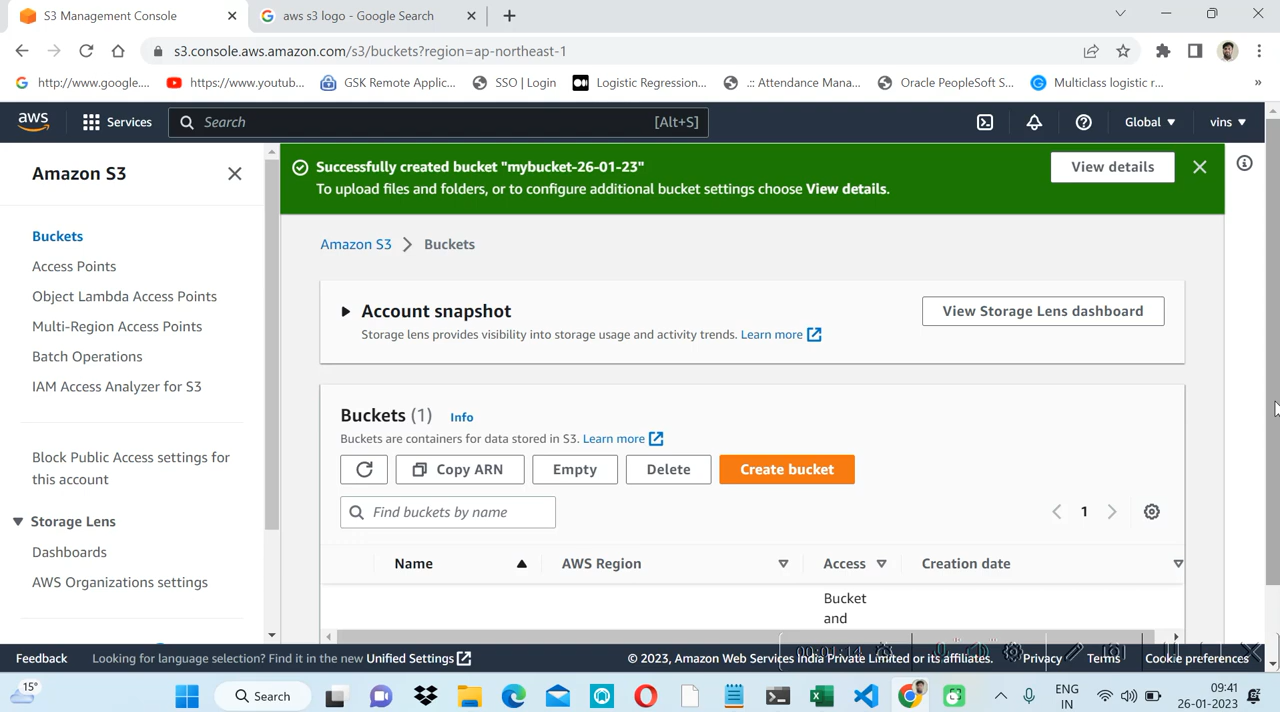 S3 Management Console
aws s3 logo - Google Search
s3.console.aws.amazon.com/s3/buckets?region=ap-northeast-1
http://www.google.... https://www.youtub... GSK Remote Applic... SSO | Login Logistic Regression... .:: Attendance Mana... Oracle PeopleSoft S... Multiclass logistic r... »
aws Services Search [Alt+S] Global vins
Amazon S3
Buckets
Access Points
Object Lambda Access Points
Multi-Region Access Points
Batch Operations
IAM Access Analyzer for S3
Block Public Access settings for
this account
Storage Lens
Dashboards
AWS Organizations settings
Successfully created bucket "mybucket-26-01-23"
To upload files and folders, or to configure additional bucket settings choose View details.
View details
Amazon S3 Buckets
Account snapshot
Storage lens provides visibility into storage usage and activity trends. Learn more
View Storage Lens dashboard
Buckets (1) Info
Buckets are containers for data stored in S3. Learn more
Copy ARN Empty Delete Create bucket
Find buckets by name
1
Name AWS Region Access Creation date
Bucket
and
Feedback Looking for language selection? Find it in the new Unified Settings © 2023, Amazon Web Services India Private Limited or its affiliates. Privacy Terms Cookie preferences
00:01:14
15°
Search
ENG
IN
09:41
26-01-2023